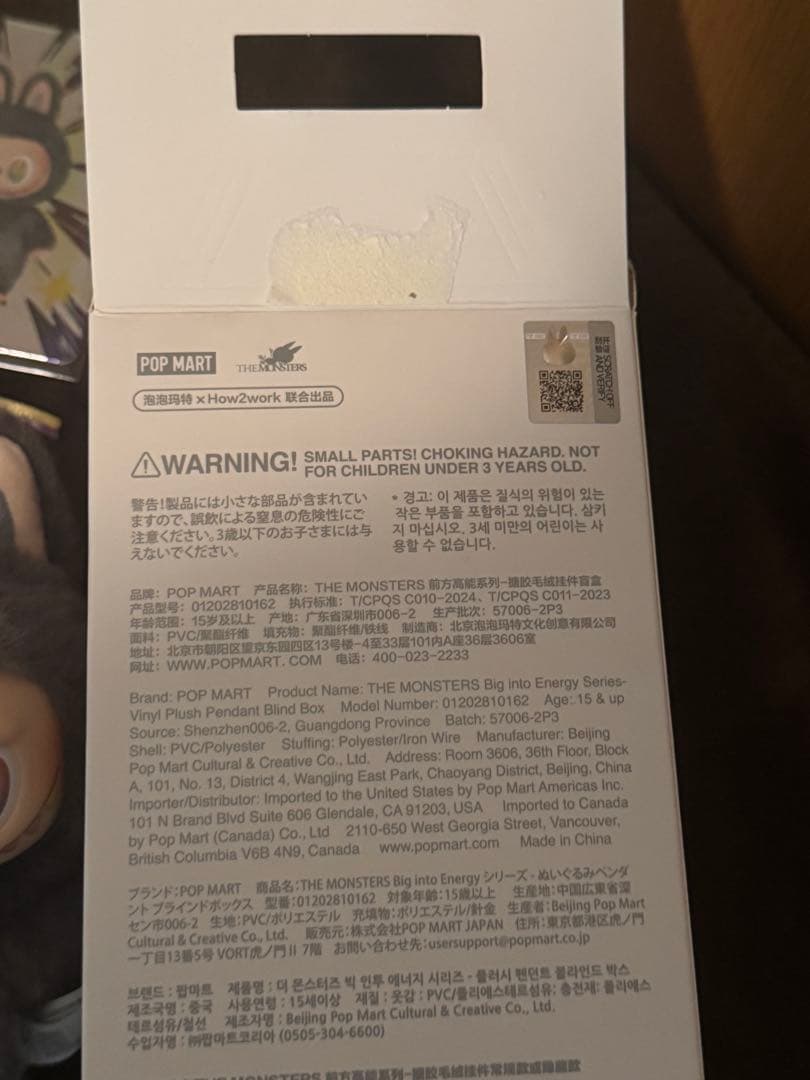 POP MART THE MONSTERS
泡泡玛特 × How2work 联合出品
SCRATCH OFF
AND VERIFY
WARNING! SMALL PARTS! CHOKING HAZARD. NOT
FOR CHILDREN UNDER 3 YEARS OLD.
警告!製品には小さな部品が含まれてい
ますので、誤飲による窒息の危険性にご
注意ください。3歳以下のお子さまには与
えないでください。
• 경고: 이 제품은 질식의 위험이 있는
작은 부품을 포함하고 있습니다. 삼키
지 마십시오. 3세 미만의 어린이는 사
용할 수 없습니다.
品牌: POP MART 产品名称: THE MONSTERS 前方高能系列-搪胶毛绒挂件盲盒
产品型号: 01202810162 执行标准: T/CPQS C010-2024、T/CPQS C011-2023
年龄范围: 15岁及以上 产地: 广东省深圳市006-2 生产批次: 57006-2P3
面料: PVC/聚酯纤维 填充物: 聚酯纤维/铁线 制造商: 北京泡泡玛特文化创意有限公司
地址: 北京市朝阳区望京东园四区13号楼-4至33层101内A座36层3606室
网址: WWW.POPMART.COM 电话: 400-023-2233
Brand: POP MART Product Name: THE MONSTERS Big into Energy Series-
Vinyl Plush Pendant Blind Box Model Number: 01202810162 Age: 15 & up
Source: Shenzhen006-2, Guangdong Province Batch: 57006-2P3
Shell: PVC/Polyester Stuffing: Polyester/Iron Wire Manufacturer: Beijing
Pop Mart Cultural & Creative Co., Ltd. Address: Room 3606, 36th Floor, Block
A, 101, No. 13, District 4, Wangjing East Park, Chaoyang District, Beijing, China
Importer/Distributor: Imported to the United States by Pop Mart Americas Inc.
101 N Brand Blvd Suite 606 Glendale, CA 91203, USA Imported to Canada
by Pop Mart (Canada) Co., Ltd 2110-650 West Georgia Street, Vancouver,
British Columbia V6B 4N9, Canada www.popmart.com Made in China
ブランド:POP MART 商品名:THE MONSTERS Big into Energy シリーズ - ぬいぐるみペンダ
ント ブラインドボックス 型番:01202810162 対象年齢:15歳以上 生産地:中国広東省深
セン市006-2 生地:PVC/ポリエステル 充填物:ポリエステル/針金 生産者:Beijing Pop Mart
Cultural & Creative Co., Ltd. 販売元:株式会社POP MART JAPAN 住所:東京都港区虎ノ門
一丁目13番5号 VORT虎ノ門Ⅱ 7階 お問い合わせ先:usersupport@popmart.co.jp
브랜드 : 팝마트 제품명 : 더 몬스터즈 빅 인투 에너지 시리즈 - 플러시 펜던트 블라인드 박스
제조국명 : 중국 사용연령 : 15세이상 재질 : 옷감 : PVC/폴리에스테르섬유: 충전재: 폴리에스
테르섬유/철선 제조자명 : Beijing Pop Mart Cultural & Creative Co., Ltd.
수입자명 : ㈜팝마트코리아 (0505-304-6600)
THE MONSTERS 前方高能系列-搪胶毛绒挂件常规款或隐藏款